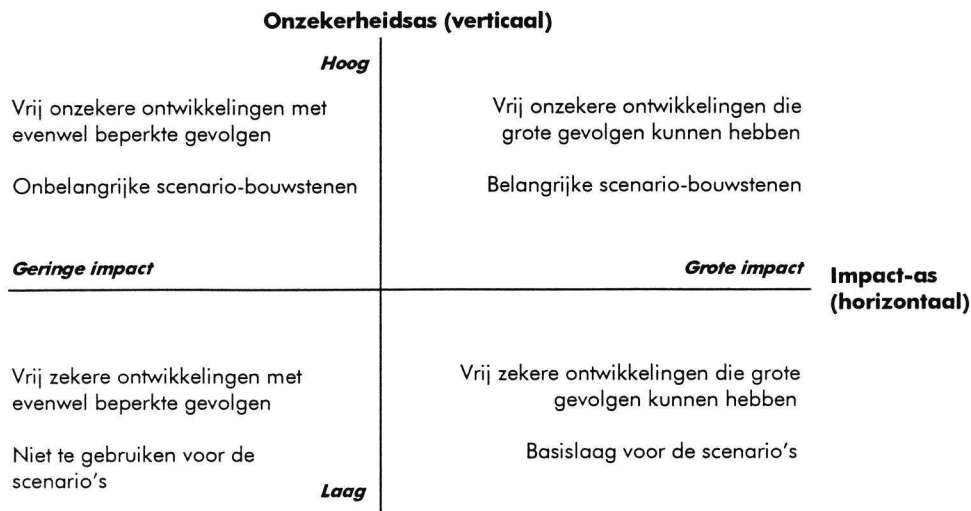 Onzekerheidsas (verticaal)
Hoog
Vrij onzekere ontwikkelingen met
evenwel beperkte gevolgen
Onbelangrijke scenario-bouwstenen
Vrij onzekere ontwikkelingen die
grote gevolgen kunnen hebben
Belangrijke scenario-bouwstenen
Geringe impact
Grote impact
Impact-as
(horizontaal)
Vrij zekere ontwikkelingen met
evenwel beperkte gevolgen
Niet te gebruiken voor de
scenario's
Vrij zekere ontwikkelingen die grote
gevolgen kunnen hebben
Basislaag voor de scenario's
Laag